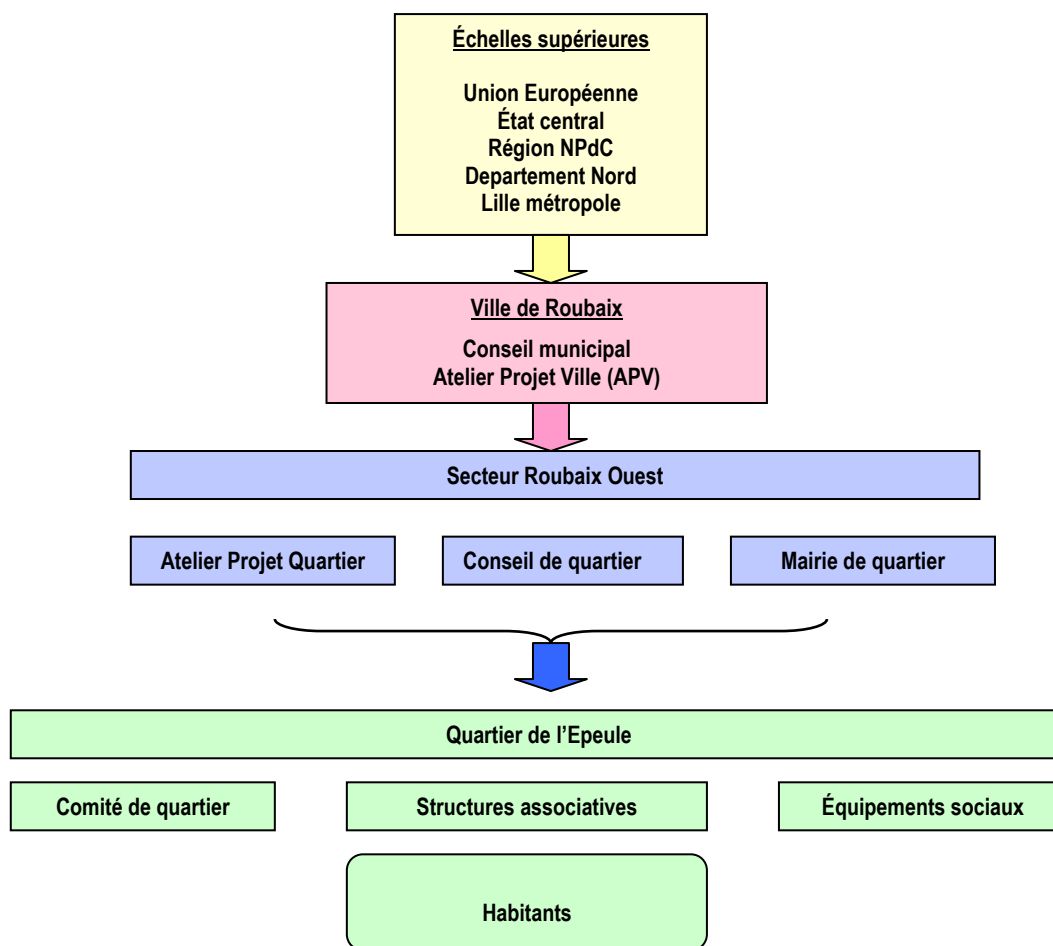 Échelles supérieures
Union Européenne
État central
Région NPdC
Departement Nord
Lille métropole
Ville de Roubaix
Conseil municipal
Atelier Projet Ville (APV)
Secteur Roubaix Ouest
Atelier Projet Quartier
Conseil de quartier
Mairie de quartier
Quartier de l’Epeule
Comité de quartier
Structures associatives
Équipements sociaux
Habitants